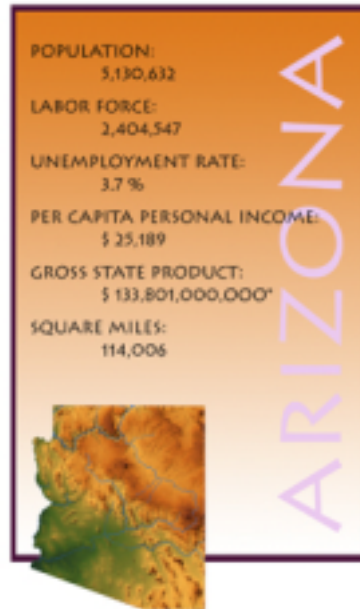 POPULATION:
5,130,632
LABOR FORCE:
2,404,547
UNEMPLOYMENT RATE:
3.7 %
PER CAPITA PERSONAL INCOME:
$ 25,189
GROSS STATE PRODUCT:
$ 133,801,000,000*
SQUARE MILES:
114,006
ARIZONA